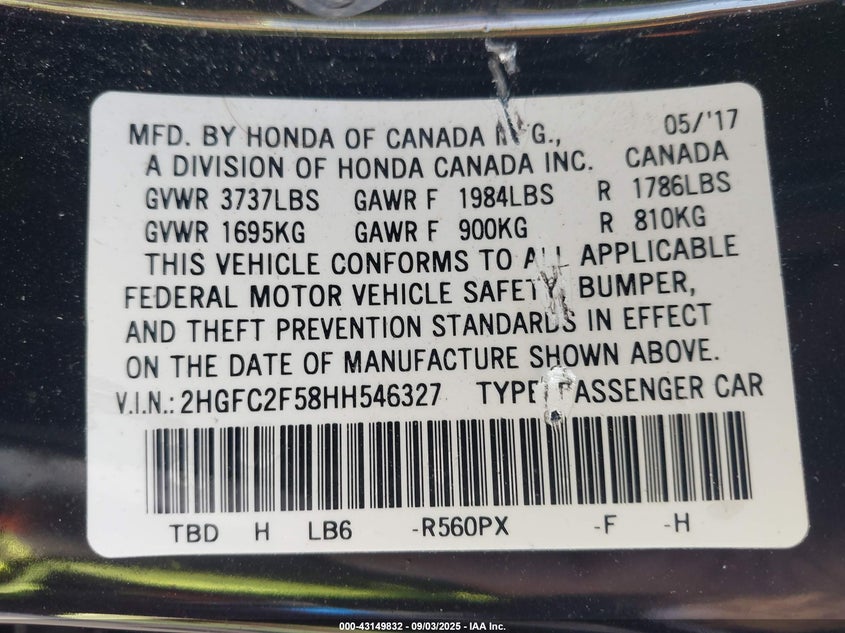 MFD. BY HONDA OF CANADA MFG., 05/'17
A DIVISION OF HONDA CANADA INC. CANADA
GVWR 3737LBS GAWR F 1984LBS R 1786LBS
GVWR 1695KG GAWR F 900KG R 810KG
THIS VEHICLE CONFORMS TO ALL APPLICABLE
FEDERAL MOTOR VEHICLE SAFETY, BUMPER,
AND THEFT PREVENTION STANDARDS IN EFFECT
ON THE DATE OF MANUFACTURE SHOWN ABOVE.
V.I.N.: 2HGFC2F58HH546327 TYPE: PASSENGER CAR
TBD H LB6 -R560PX -F -H
000-43149832 - 09/03/2025 - IAA Inc.